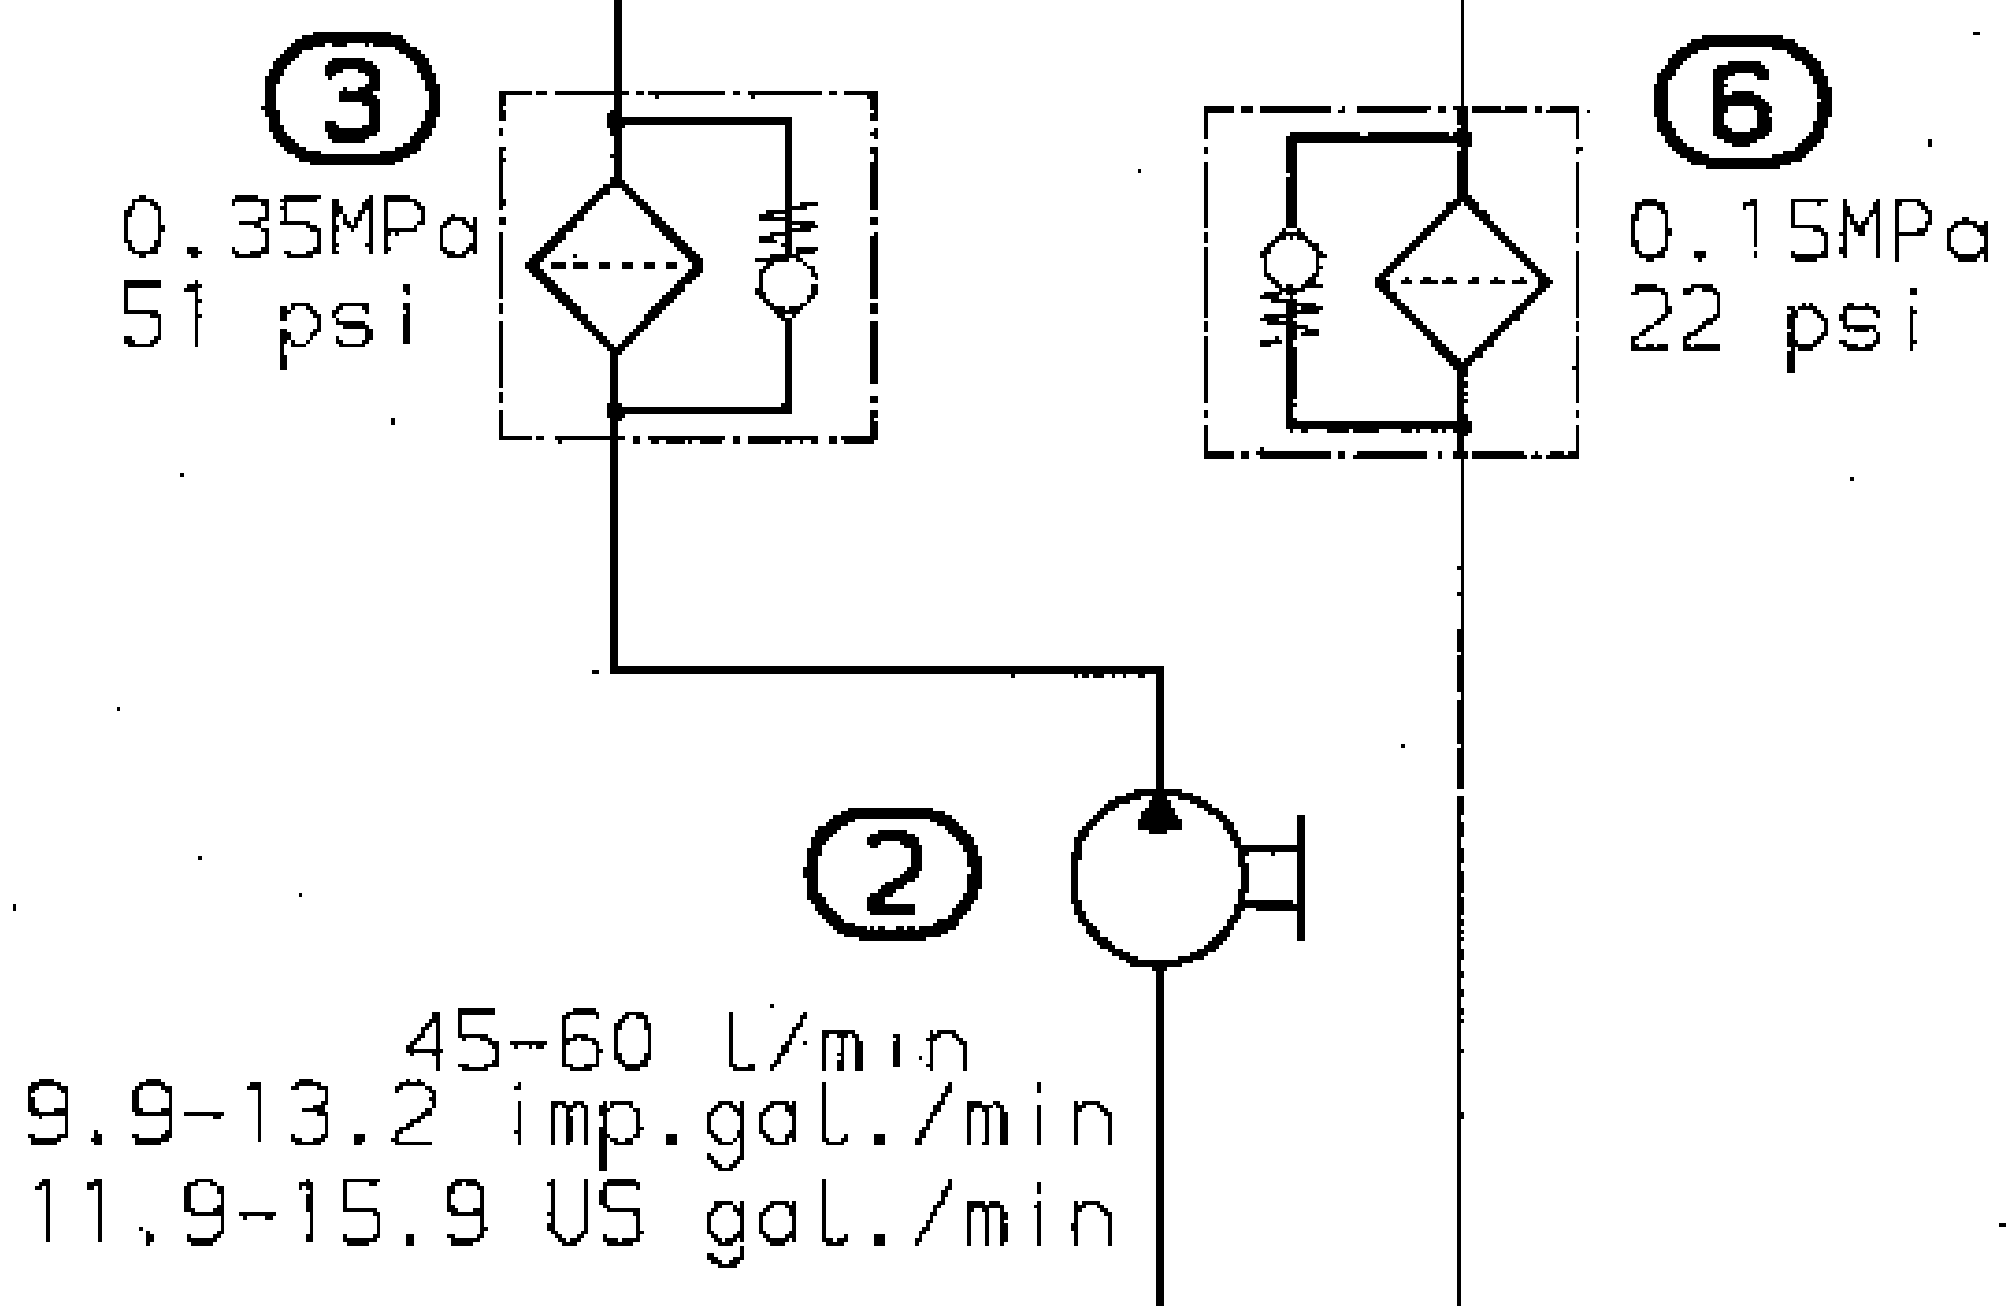 3
0.35MPa
51 psi
6
0.15MPa
22 psi
2
45-60 l/min
9.9-13.2 imp.gal./min
11.9-15.9 US gal./min